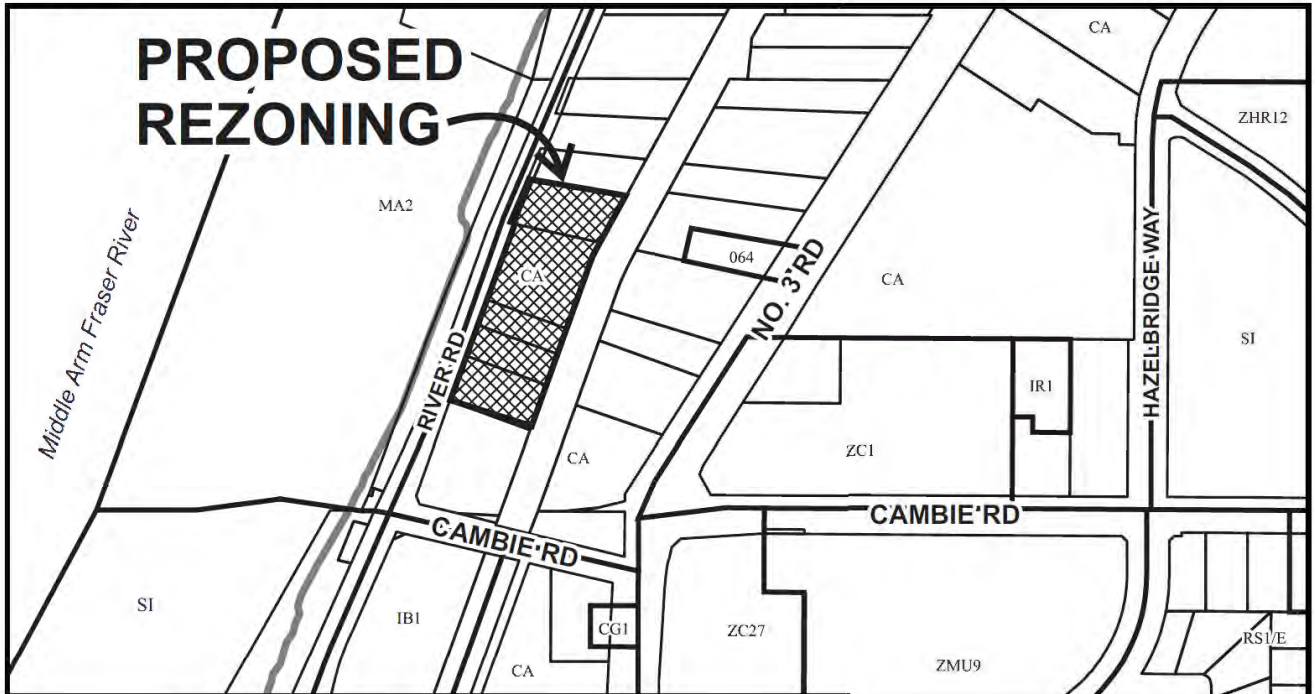 PROPOSED
REZONING
CA
ZHR12
MA2
Middle Arm Fraser River
RIVER RD
CA
064
NO. 3 RD
CA
HAZELBRIDGE WAY
SI
IR1
ZC1
CA
CAMBIE RD
CAMBIE RD
SI
IB1
CG1
CA
ZC27
ZMU9
RS1/E